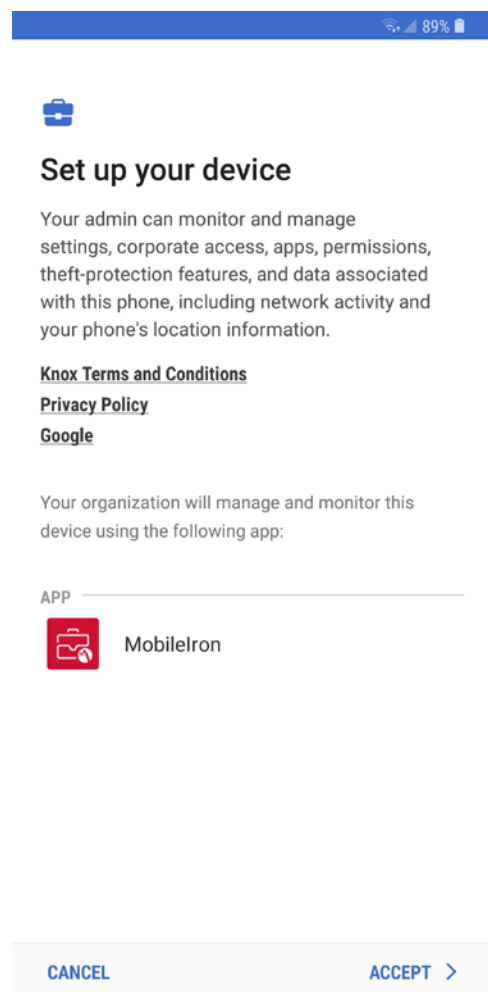 89%
Set up your device
Your admin can monitor and manage
settings, corporate access, apps, permissions,
theft-protection features, and data associated
with this phone, including network activity and
your phone's location information.
Knox Terms and Conditions
Privacy Policy
Google
Your organization will manage and monitor this
device using the following app:
APP
MobileIron
CANCEL
ACCEPT